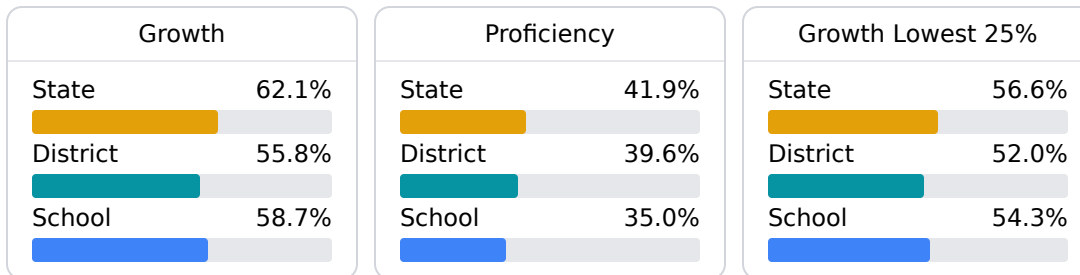 Growth
State 62.1%
District 55.8%
School 58.7%
Proficiency
State 41.9%
District 39.6%
School 35.0%
Growth Lowest 25%
State 56.6%
District 52.0%
School 54.3%